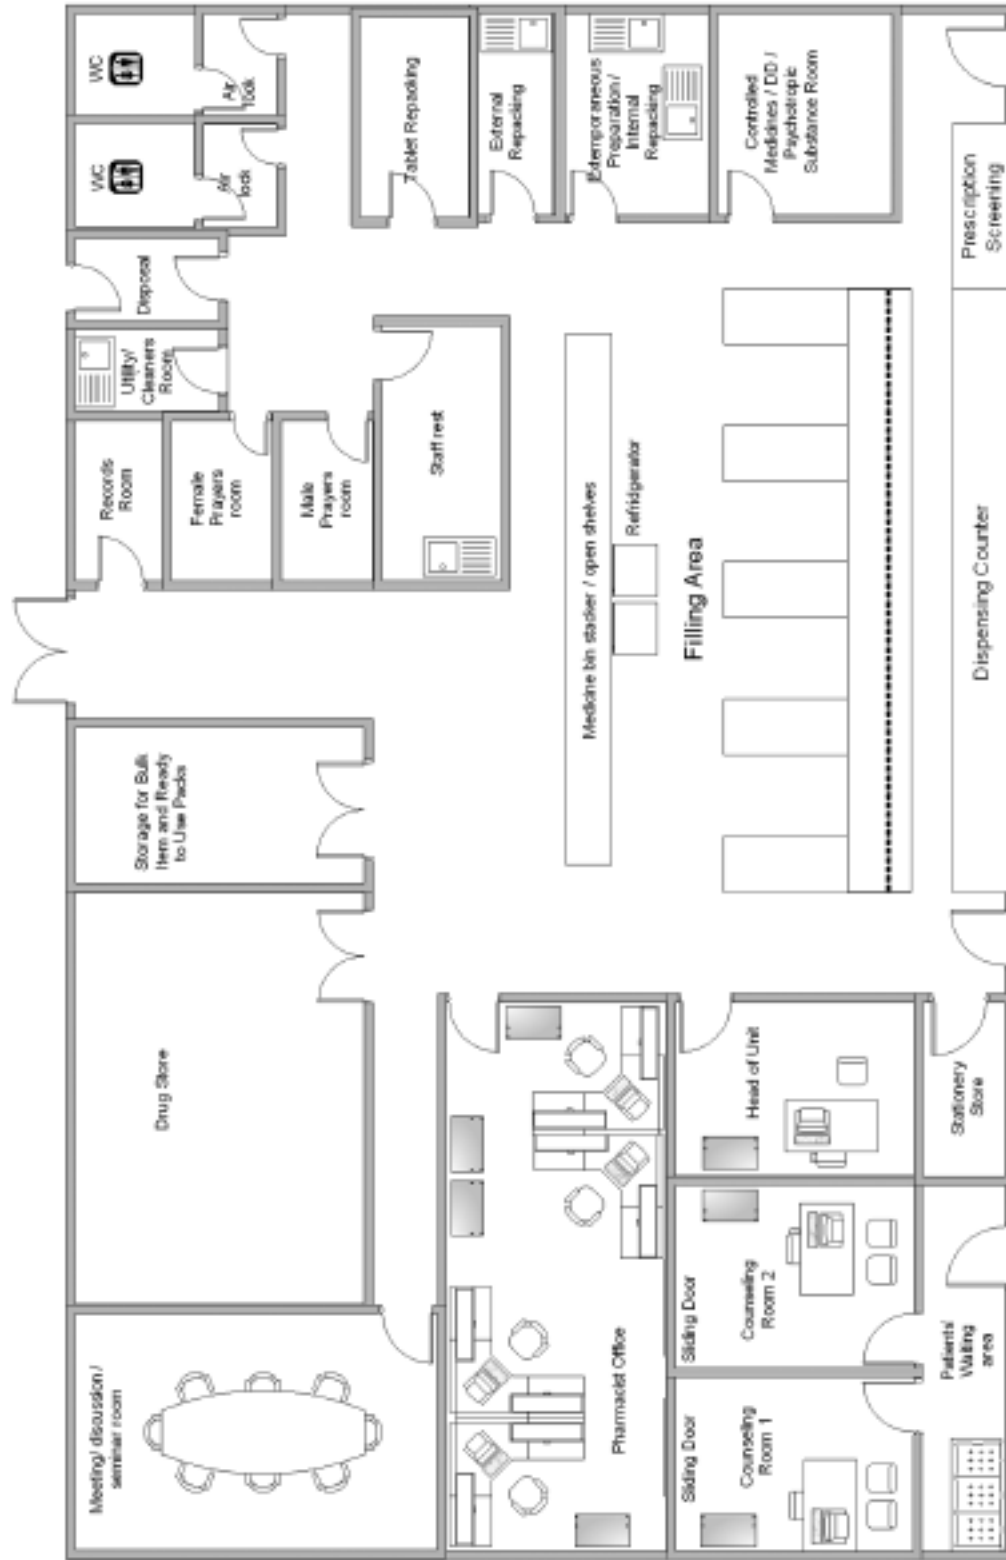 WC
Air
lock
WC
Air
lock
Disposal
Utility/
Cleaners
Room
Records
Room
Female
Prayers
room
Male
Prayers
room
Staff rest
Tablet Repacking
External
Repacking
Extemporaneous
Preparation /
Internal
Repacking
Controlled
Medicines / DD /
Psychotropic
Substance Room
Prescription
Screening
Storage for Bulk
Item and Ready
to Use Packs
Medicine bin stacker / open shelves
Refridgerator
Filling Area
Dispensing Counter
Drug Store
Meeting/ discussion /
seminar room
Pharmacist Office
Head of Unit
Stationery
Store
Sliding Door
Counseling
Room 2
Sliding Door
Counseling
Room 1
Patients/
Waiting
area